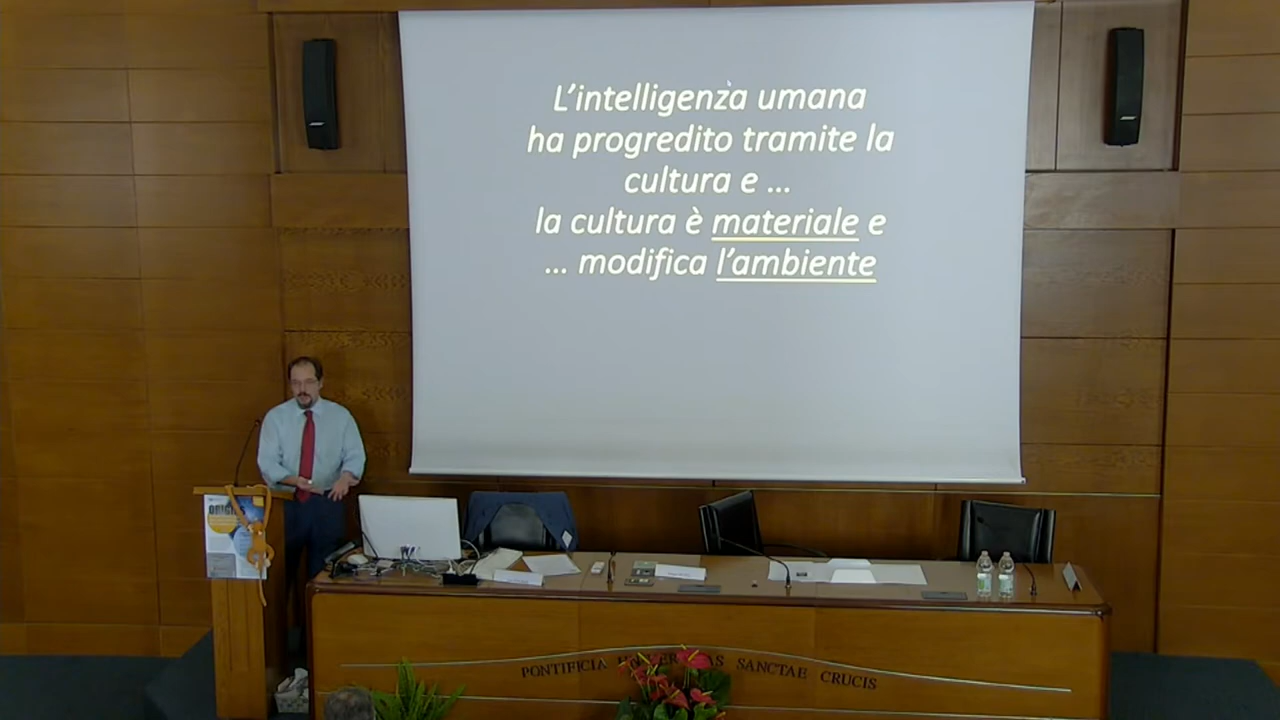 L'intelligenza umana
ha progredito tramite la
cultura e ...
la cultura è materiale e
... modifica l'ambiente
PONTIFICIA SANCTAE CRUCIS